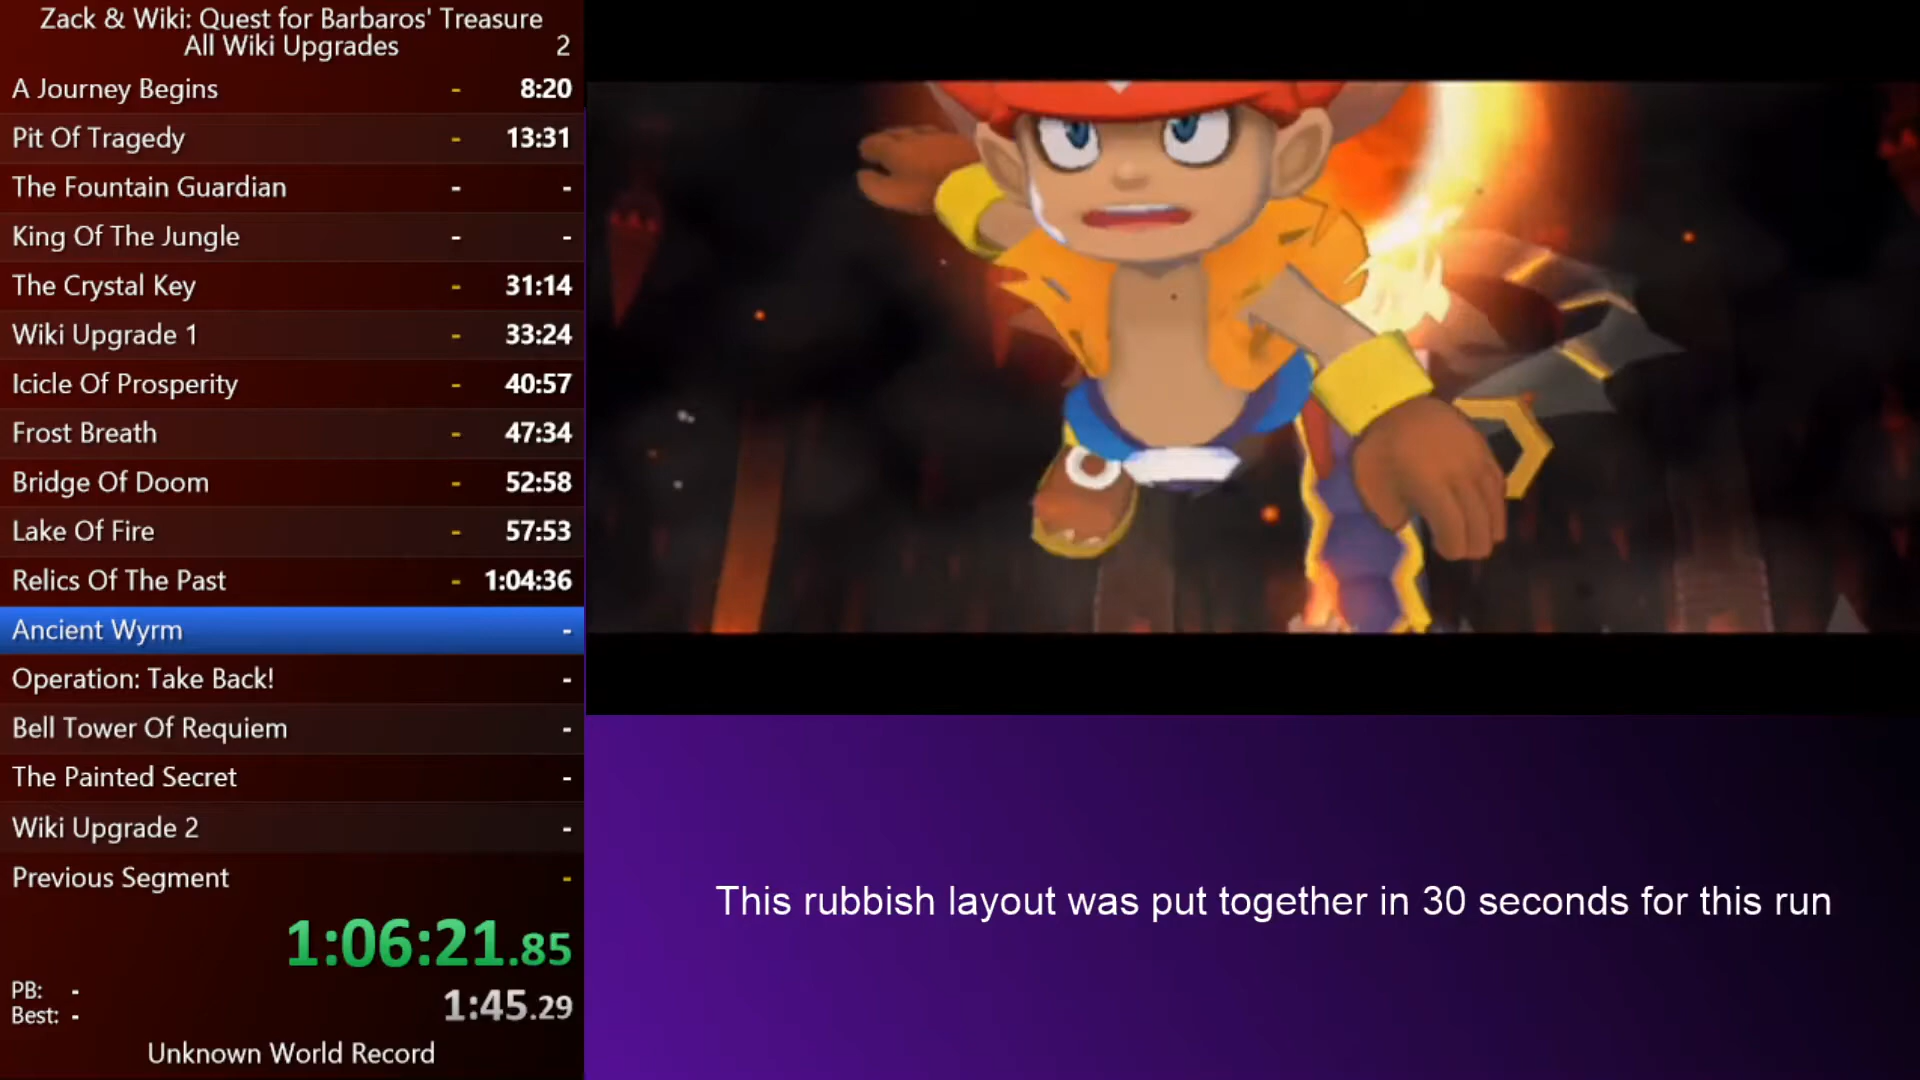 Zack & Wiki: Quest for Barbaros' Treasure
All Wiki Upgrades 2
A Journey Begins - 8:20
Pit Of Tragedy - 13:31
The Fountain Guardian - -
King Of The Jungle - -
The Crystal Key - 31:14
Wiki Upgrade 1 - 33:24
Icicle Of Prosperity - 40:57
Frost Breath - 47:34
Bridge Of Doom - 52:58
Lake Of Fire - 57:53
Relics Of The Past - 1:04:36
Ancient Wyrm -
Operation: Take Back! -
Bell Tower Of Requiem -
The Painted Secret -
Wiki Upgrade 2 -
Previous Segment -
1:06:21.85
PB: -
Best: - 1:45.29
Unknown World Record
This rubbish layout was put together in 30 seconds for this run